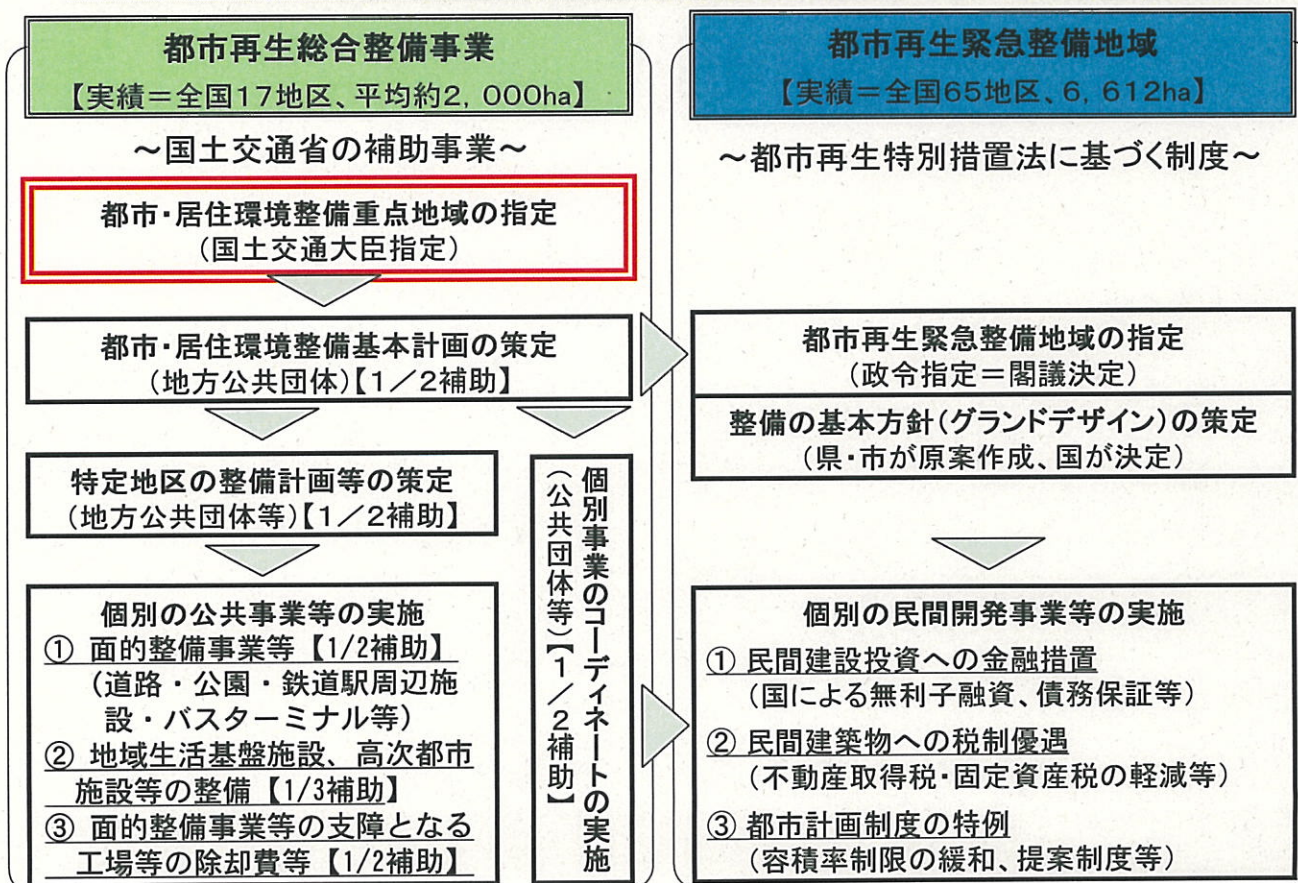 都市再生総合整備事業
【実績＝全国17地区、平均約2,000ha】
～国土交通省の補助事業～
都市・居住環境整備重点地域の指定
(国土交通大臣指定)
都市・居住環境整備基本計画の策定
(地方公共団体)【1／2補助】
特定地区の整備計画等の策定
(地方公共団体等)【1／2補助】
個別の公共事業等の実施
① 面的整備事業等【1/2補助】
(道路・公園・鉄道駅周辺施
設・バスターミナル等)
② 地域生活基盤施設、高次都市
施設等の整備【1/3補助】
③ 面的整備事業等の支障となる
工場等の除却費等【1/2補助】
個別事業のコーディネートの実施
(公共団体等)【1／2補助】
都市再生緊急整備地域
【実績＝全国65地区、6,612ha】
～都市再生特別措置法に基づく制度～
都市再生緊急整備地域の指定
(政令指定＝閣議決定)
整備の基本方針(グランドデザイン)の策定
(県・市が原案作成、国が決定)
個別の民間開発事業等の実施
① 民間建設投資への金融措置
(国による無利子融資、債務保証等)
② 民間建築物への税制優遇
(不動産取得税・固定資産税の軽減等)
③ 都市計画制度の特例
(容積率制限の緩和、提案制度等)